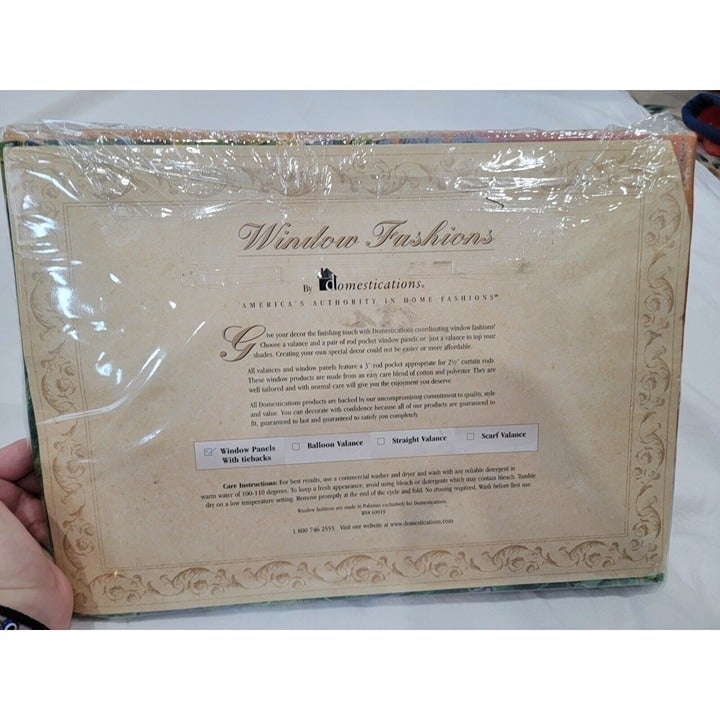 Window Fashions
By domestications®
AMERICA'S AUTHORITY IN HOME FASHIONS℠
Give your decor the finishing touch with Domestications coordinating window fashions!
Choose a valance and a pair of rod pocket window panels or just a valance to top your
shades. Creating your own special decor could not be easier or more affordable.
All valances and window panels feature a 3" rod pocket appropriate for 2½" curtain rods.
These window products are made from an easy care blend of cotton and polyester. They are
well tailored and with normal care will give you the enjoyment you deserve.
All Domestications products are backed by our uncompromising commitment to quality, style
and value. You can decorate with confidence because all of our products are guaranteed to
fit, guaranteed to last and guaranteed to satisfy you completely.
Window Panels With tiebacks
Balloon Valance
Straight Valance
Scarf Valance
Care Instructions: For best results, use a commercial washer and dryer and wash with any reliable detergent in
warm water of 100-110 degrees. To keep a fresh appearance, avoid using bleach or detergents which may contain bleach. Tumble
dry on a low temperature setting. Remove promptly at the end of the cycle and fold. No ironing required. Wash before first use.
Window fashions are made in Pakistan exclusively for Domestications.
RN# 69915
1 800 746 2555 Visit our website at www.domestications.com